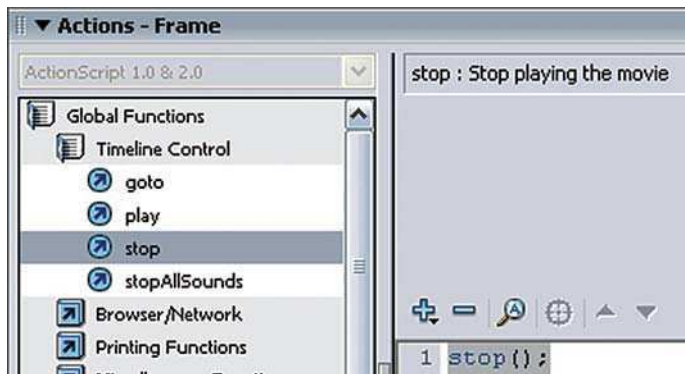 Actions - Frame
ActionScript 1.0 & 2.0
Global Functions
Timeline Control
goto
play
stop
stopAllSounds
Browser/Network
Printing Functions
stop : Stop playing the movie
1 stop();